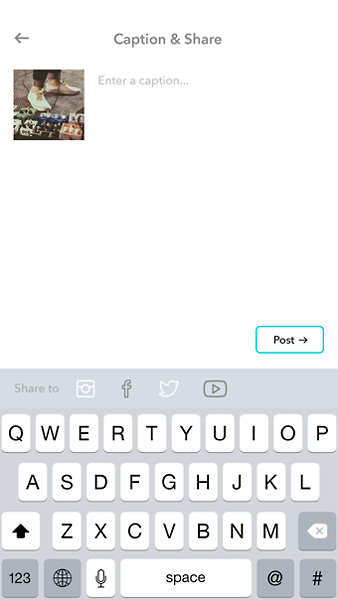 Caption & Share
Enter a caption...
Post →
Share to
Q W E R T Y U I O P
A S D F G H J K L
Z X C V B N M
123 space @ #